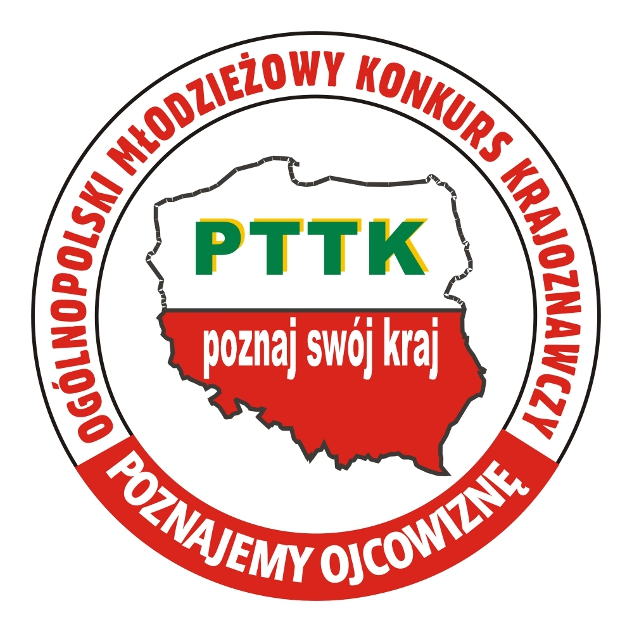 OGÓLNOPOLSKI MŁODZIEŻOWY KONKURS KRAJOZNAWCZY
PTTK
poznaj swój kraj
POZNAJEMY OJCOWIZNĘ